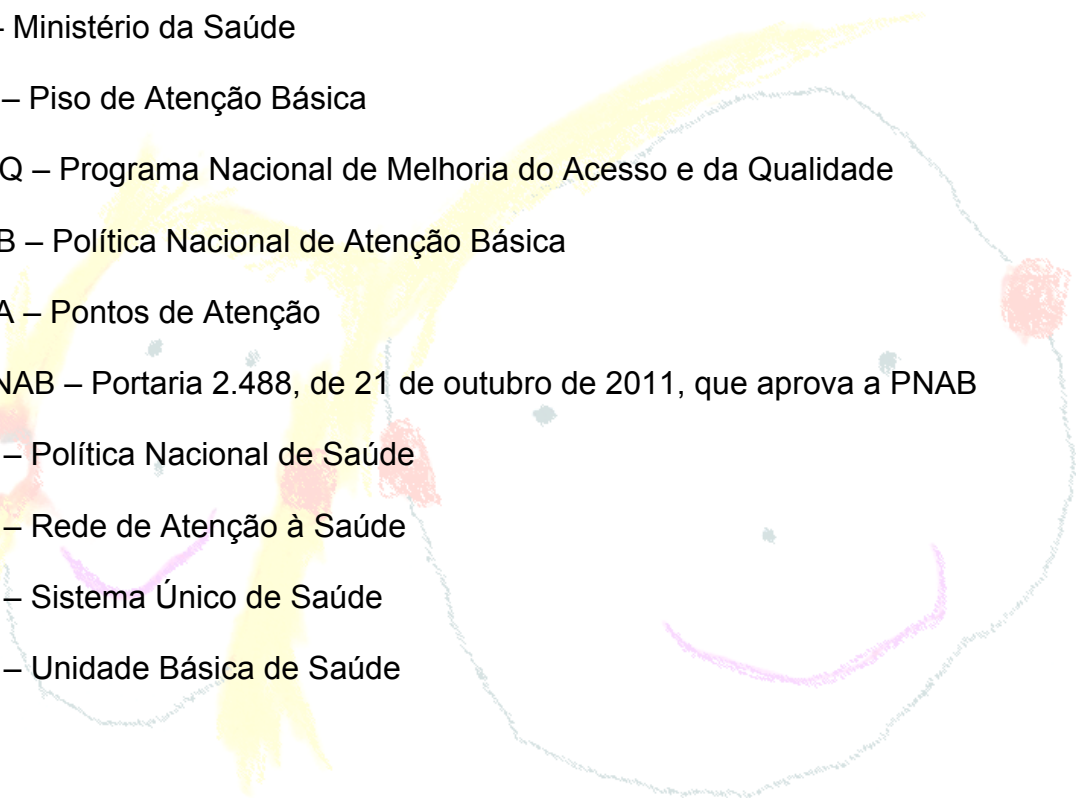 – Ministério da Saúde
– Piso de Atenção Básica
Q – Programa Nacional de Melhoria do Acesso e da Qualidade
B – Política Nacional de Atenção Básica
A – Pontos de Atenção
NAB – Portaria 2.488, de 21 de outubro de 2011, que aprova a PNAB
– Política Nacional de Saúde
– Rede de Atenção à Saúde
– Sistema Único de Saúde
– Unidade Básica de Saúde